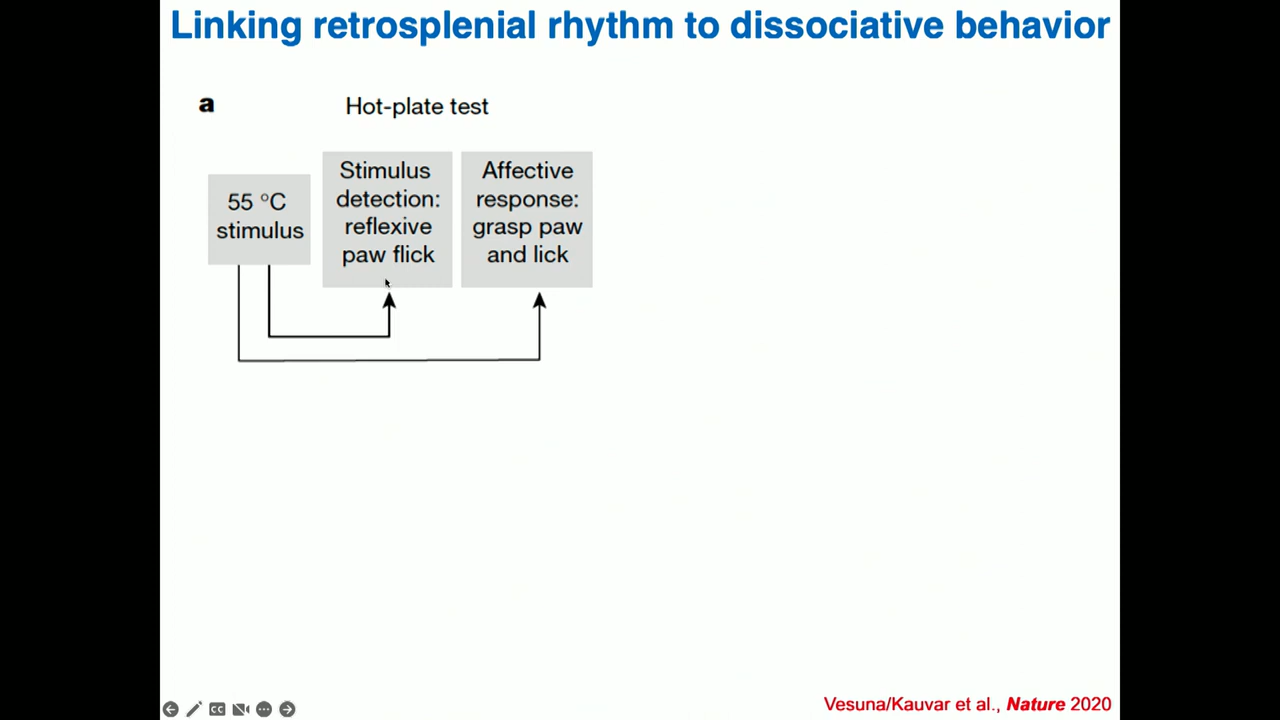 Linking retrosplenial rhythm to dissociative behavior
a
Hot-plate test
55 °C
stimulus
Stimulus
detection:
reflexive
paw flick
Affective
response:
grasp paw
and lick
CC
Vesuna/Kauvar et al., Nature 2020